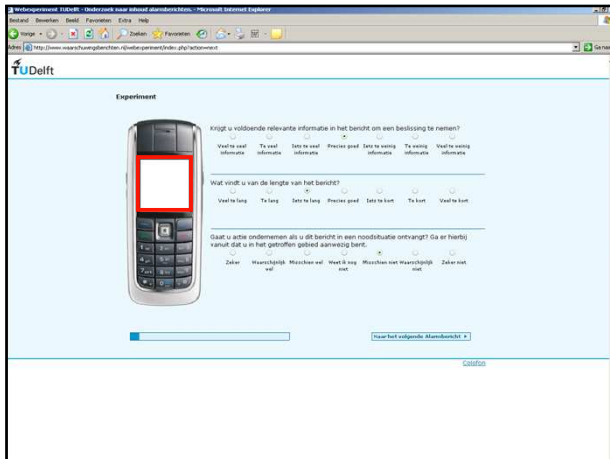 Webexperiment TUDelft - Onderzoek naar inhoud alarmberichten. - Microsoft Internet Explorer
Bestand Bewerken Beeld Favorieten Extra Help
Vorige Zoeken Favorieten
Adres http://www.waarschuwingsberichten.nl/webexperiment/index.php?action=next Ga naar
TUDelft
Experiment
Krijgt u voldoende relevante informatie in het bericht om een beslissing te nemen?
Veel te veel informatie Te veel informatie Iets te veel informatie Precies goed Iets te weinig informatie Te weinig informatie Veel te weinig informatie
Wat vindt u van de lengte van het bericht?
Veel te lang Te lang Iets te lang Precies goed Iets te kort Te kort Veel te kort
Gaat u actie ondernemen als u dit bericht in een noodsituatie ontvangt? Ga er hierbij
vanuit dat u in het getroffen gebied aanwezig bent.
Zeker Waarschijnlijk wel Misschien wel Weet ik nog niet Misschien niet Waarschijnlijk niet Zeker niet
Naar het volgende Alarmbericht
Colofon